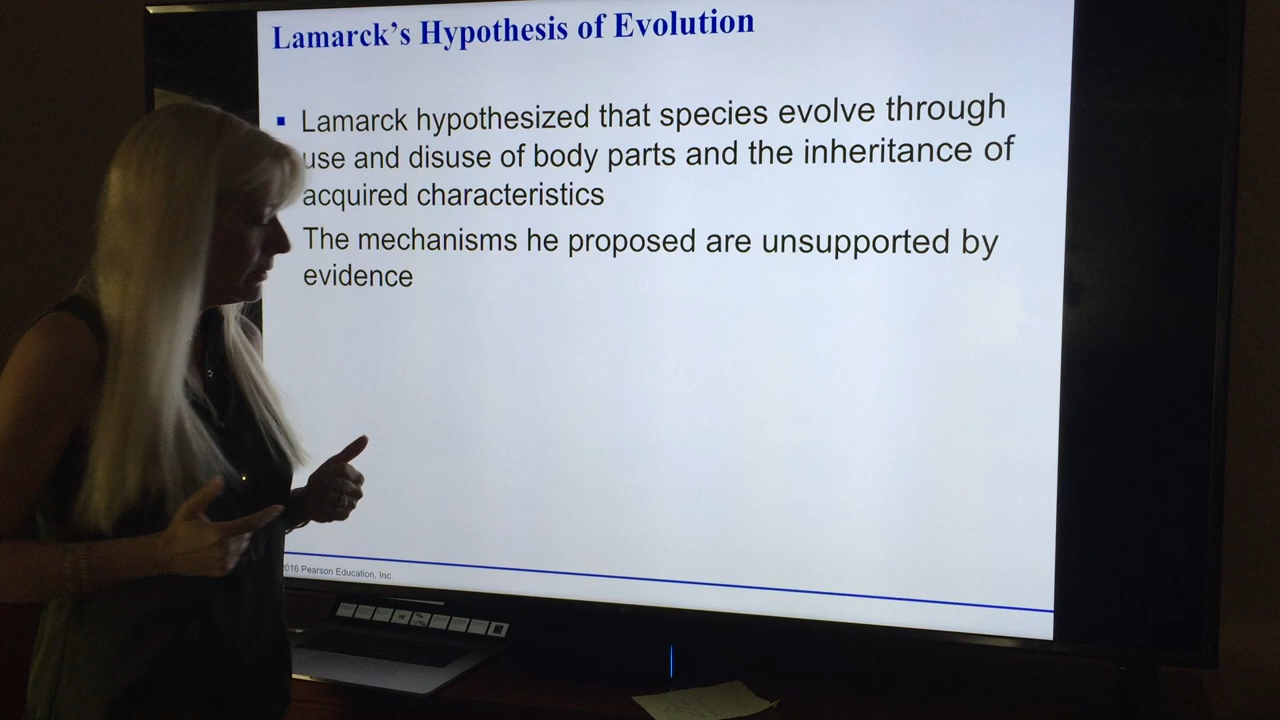 Lamarck's Hypothesis of Evolution
Lamarck hypothesized that species evolve through
use and disuse of body parts and the inheritance of
acquired characteristics
The mechanisms he proposed are unsupported by
evidence
016 Pearson Education, Inc.